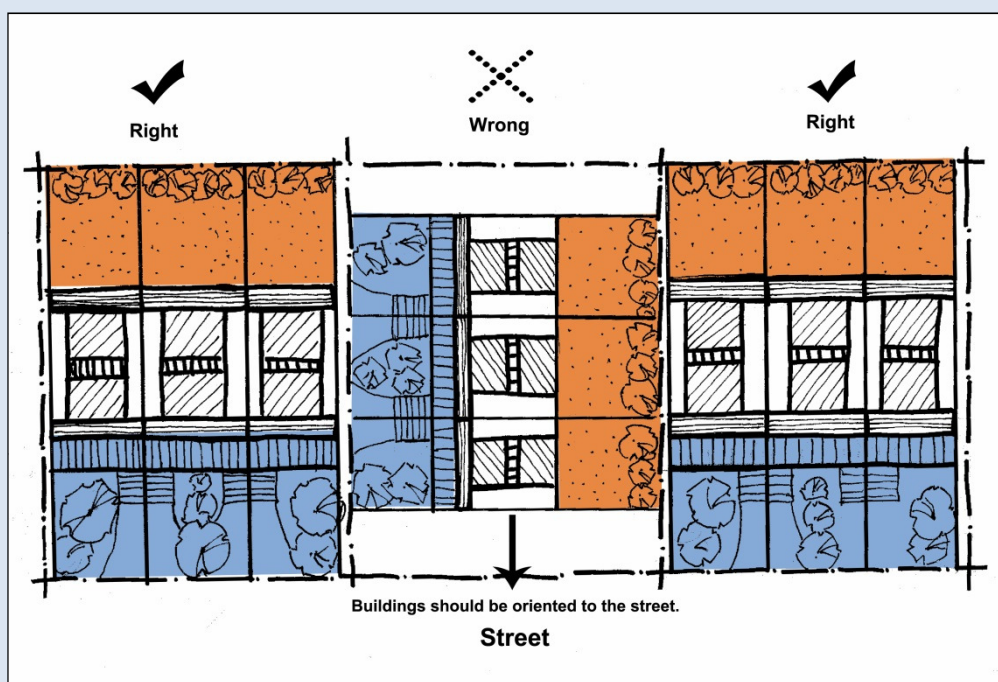 Right
Wrong
Right
Buildings should be oriented to the street.
Street